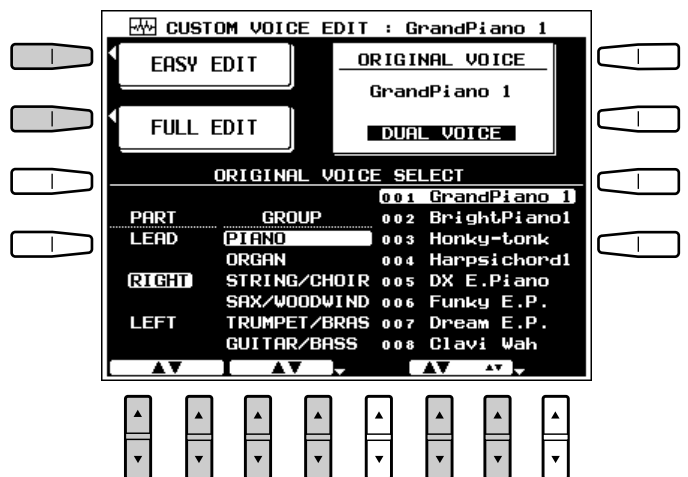 CUSTOM VOICE EDIT : GrandPiano 1
EASY EDIT
FULL EDIT
ORIGINAL VOICE
GrandPiano 1
DUAL VOICE
ORIGINAL VOICE SELECT
PART
LEAD
RIGHT
LEFT
GROUP
PIANO
ORGAN
STRING/CHOIR
SAX/WOODWIND
TRUMPET/BRAS
GUITAR/BASS
001 GrandPiano 1
002 BrightPiano1
003 Honky-tonk
004 Harpsichord1
005 DX E.Piano
006 Funky E.P.
007 Dream E.P.
008 Clavi Wah